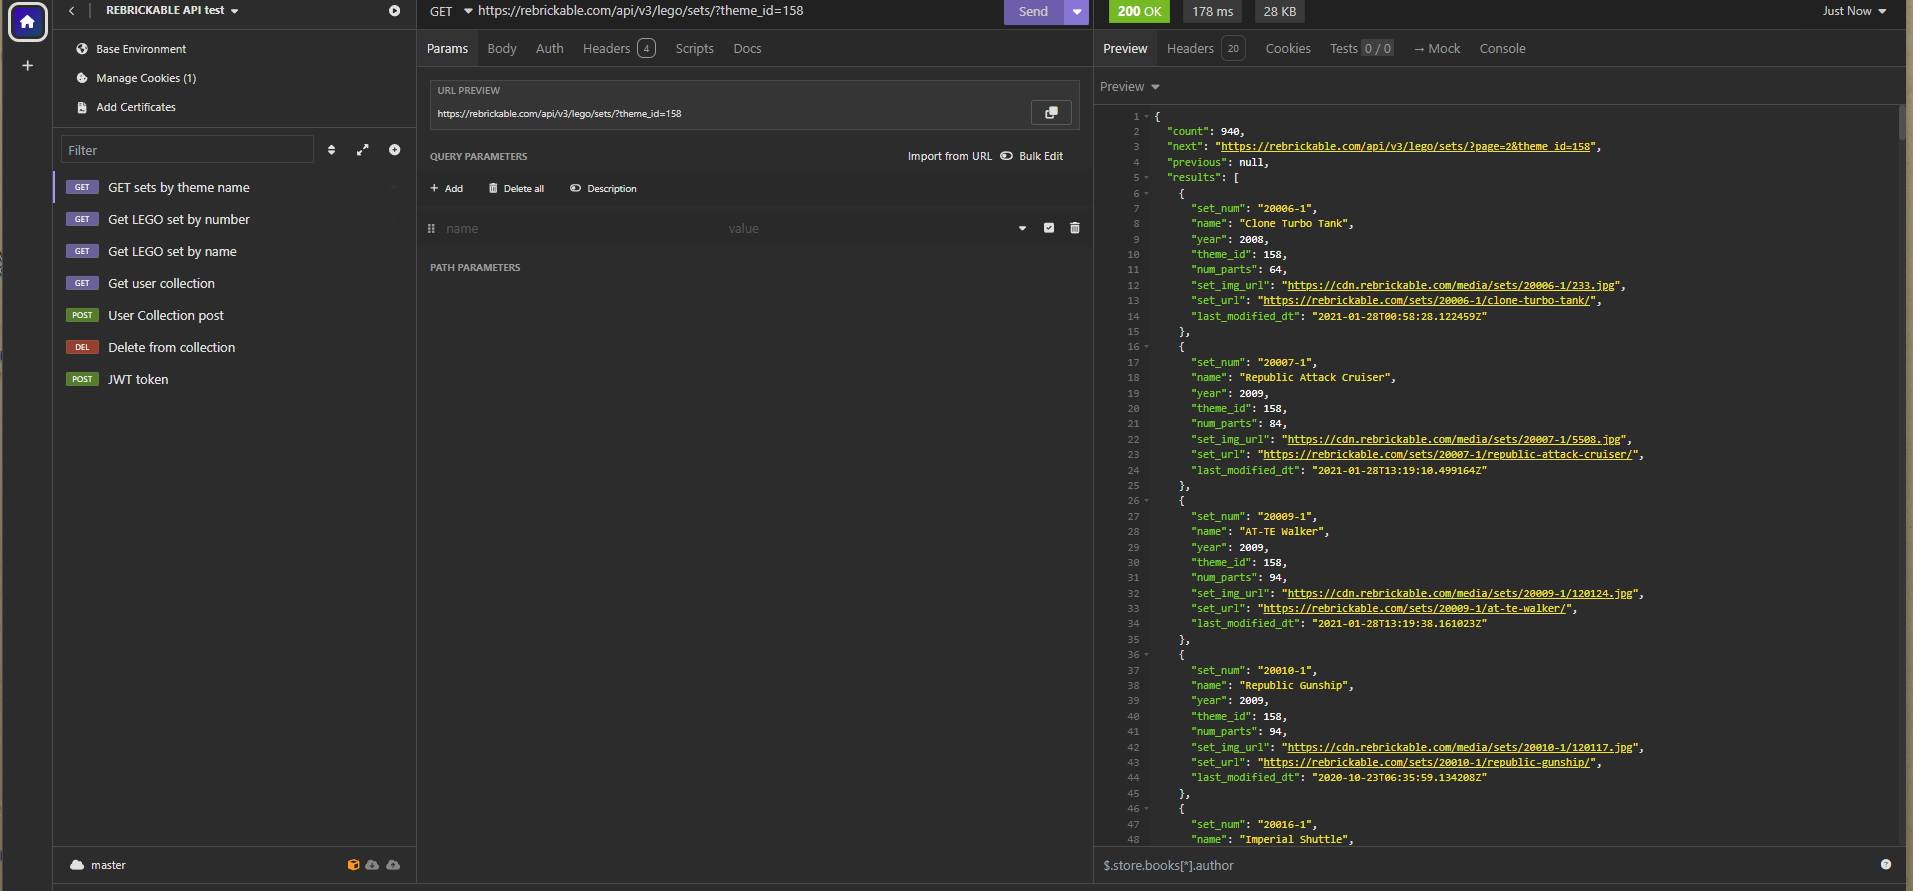 REBRICKABLE API test
Base Environment
Manage Cookies (1)
Add Certificates
Filter
GET GET sets by theme name
GET Get LEGO set by number
GET Get LEGO set by name
GET Get user collection
POST User Collection post
DEL Delete from collection
POST JWT token
master
GET https://rebrickable.com/api/v3/lego/sets/?theme_id=158
Send
Params Body Auth Headers 4 Scripts Docs
URL PREVIEW
https://rebrickable.com/api/v3/lego/sets/?theme_id=158
QUERY PARAMETERS Import from URL Bulk Edit
+ Add Delete all Description
name value
PATH PARAMETERS
200 OK 178 ms 28 KB Just Now
Preview Headers 20 Cookies Tests 0 / 0 → Mock Console
Preview
1 {
2 "count": 940,
3 "next": "https://rebrickable.com/api/v3/lego/sets/?page=2&theme_id=158",
4 "previous": null,
5 "results": [
6 {
7 "set_num": "20006-1",
8 "name": "Clone Turbo Tank",
9 "year": 2008,
10 "theme_id": 158,
11 "num_parts": 64,
12 "set_img_url": "https://cdn.rebrickable.com/media/sets/20006-1/233.jpg",
13 "set_url": "https://rebrickable.com/sets/20006-1/clone-turbo-tank/",
14 "last_modified_dt": "2021-01-28T00:58:28.122459Z"
15 },
16 {
17 "set_num": "20007-1",
18 "name": "Republic Attack Cruiser",
19 "year": 2009,
20 "theme_id": 158,
21 "num_parts": 84,
22 "set_img_url": "https://cdn.rebrickable.com/media/sets/20007-1/5508.jpg",
23 "set_url": "https://rebrickable.com/sets/20007-1/republic-attack-cruiser/",
24 "last_modified_dt": "2021-01-28T13:19:10.499164Z"
25 },
26 {
27 "set_num": "20009-1",
28 "name": "AT-TE Walker",
29 "year": 2009,
30 "theme_id": 158,
31 "num_parts": 94,
32 "set_img_url": "https://cdn.rebrickable.com/media/sets/20009-1/120124.jpg",
33 "set_url": "https://rebrickable.com/sets/20009-1/at-te-walker/",
34 "last_modified_dt": "2021-01-28T13:19:38.161023Z"
35 },
36 {
37 "set_num": "20010-1",
38 "name": "Republic Gunship",
39 "year": 2009,
40 "theme_id": 158,
41 "num_parts": 94,
42 "set_img_url": "https://cdn.rebrickable.com/media/sets/20010-1/120117.jpg",
43 "set_url": "https://rebrickable.com/sets/20010-1/republic-gunship/",
44 "last_modified_dt": "2020-10-23T06:35:59.134208Z"
45 },
46 {
47 "set_num": "20016-1",
48 "name": "Imperial Shuttle",
$.store.books[*].author